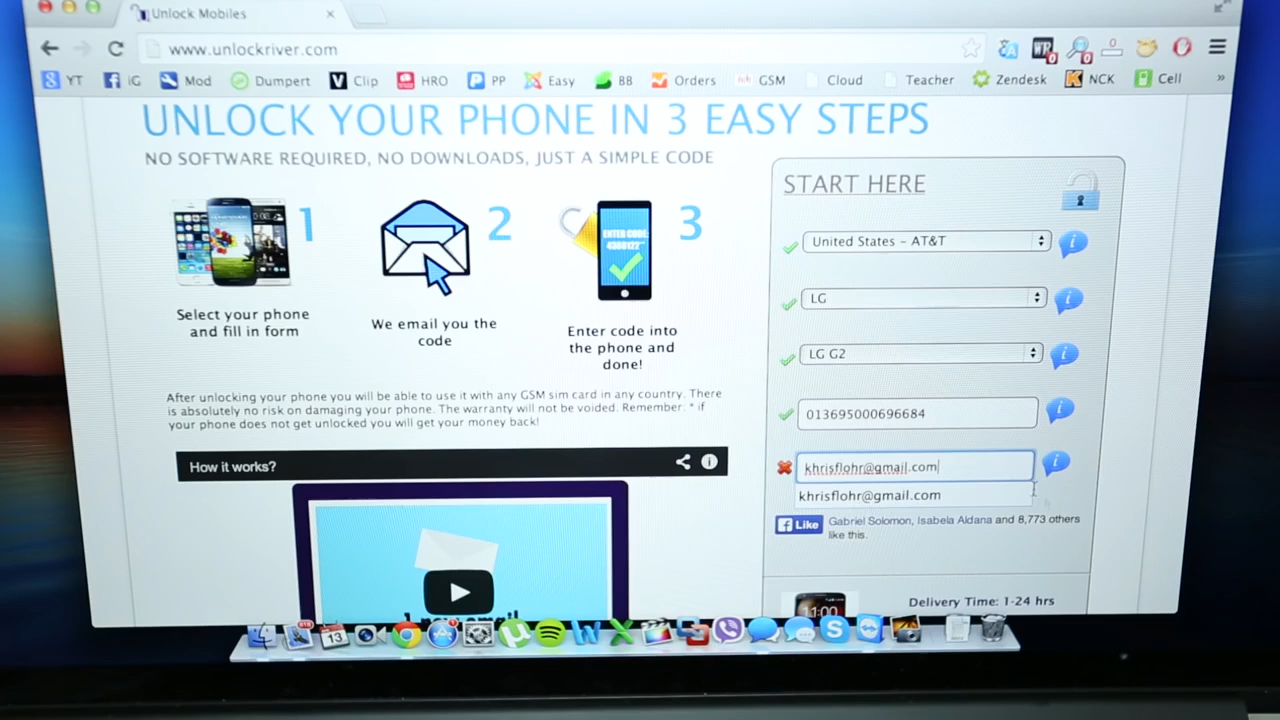 Unlock Mobiles
www.unlockriver.com
YT iG Mod Dumpert Clip HRO PP Easy BB Orders GSM Cloud Teacher Zendesk NCK Cell »
UNLOCK YOUR PHONE IN 3 EASY STEPS
NO SOFTWARE REQUIRED, NO DOWNLOADS, JUST A SIMPLE CODE
1
Select your phone
and fill in form
2
We email you the
code
3
ENTER CODE:
Enter code into
the phone and
done!
After unlocking your phone you will be able to use it with any GSM sim card in any country. There
is absolutely no risk on damaging your phone. The warranty will not be voided. Remember: * if
your phone does not get unlocked you will get your money back!
How it works?
START HERE
United States - AT&T
LG
LG G2
013695000696684
khrisflohr@gmail.com
khrisflohr@gmail.com
Like
Gabriel Solomon, Isabela Aldana and 8,773 others
like this.
Delivery Time: 1-24 hrs
11:00
13